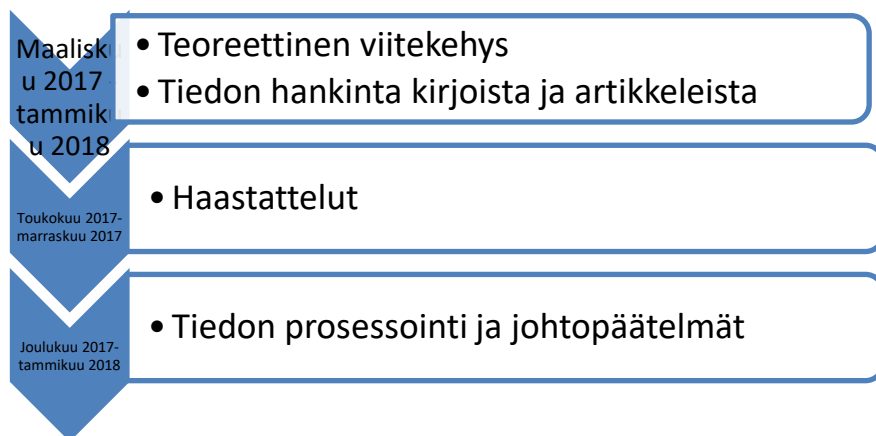 Maalisku
u 2017 -
tammiku
u 2018
• Teoreettinen viitekehys
• Tiedon hankinta kirjoista ja artikkeleista
Toukokuu 2017-
marraskuu 2017
• Haastattelut
Joulukuu 2017-
tammikuu 2018
• Tiedon prosessointi ja johtopäätelmät